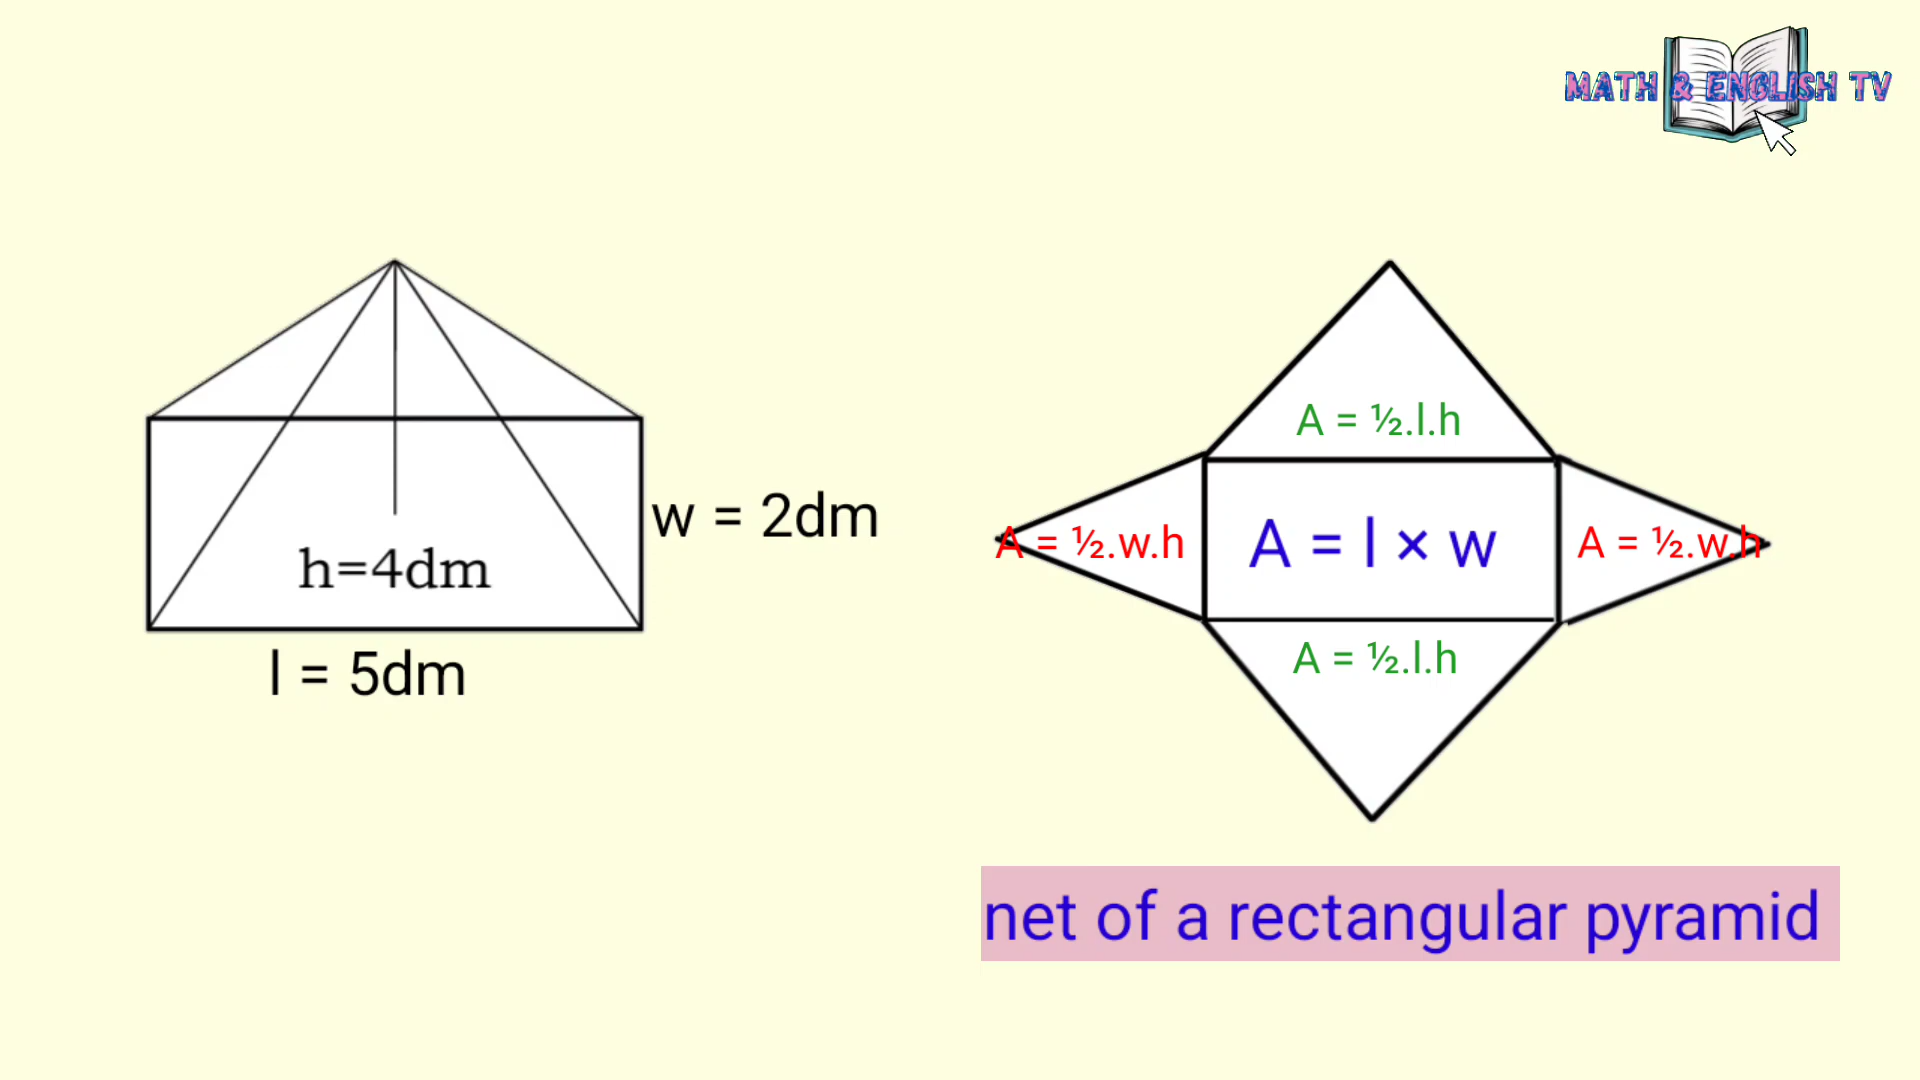 MATH & ENGLISH TV
w = 2dm
h=4dm
l = 5dm
A = ½.l.h
A = ½.w.h
A = l × w
A = ½.w.h
A = ½.l.h
net of a rectangular pyramid